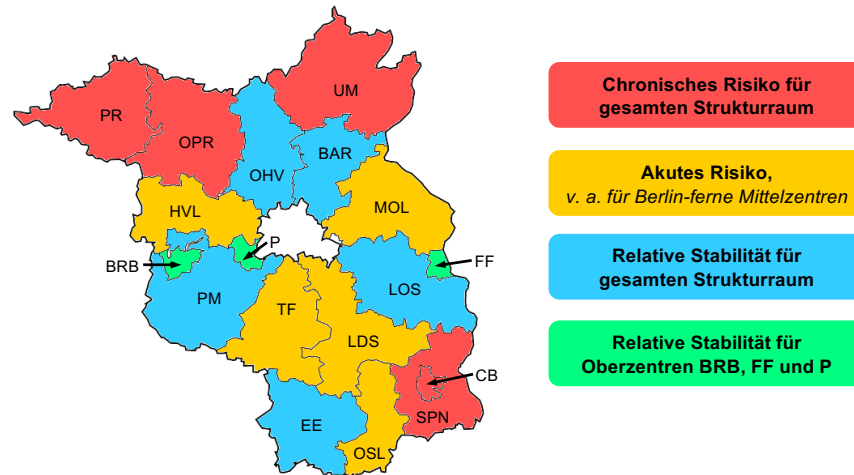 UM
PR
OPR
BAR
OHV
HVL
MOL
P
BRB
FF
PM
LOS
TF
LDS
CB
EE
SPN
OSL
Chronisches Risiko für
gesamten Strukturraum
Akutes Risiko,
v. a. für Berlin-ferne Mittelzentren
Relative Stabilität für
gesamten Strukturraum
Relative Stabilität für
Oberzentren BRB, FF und P